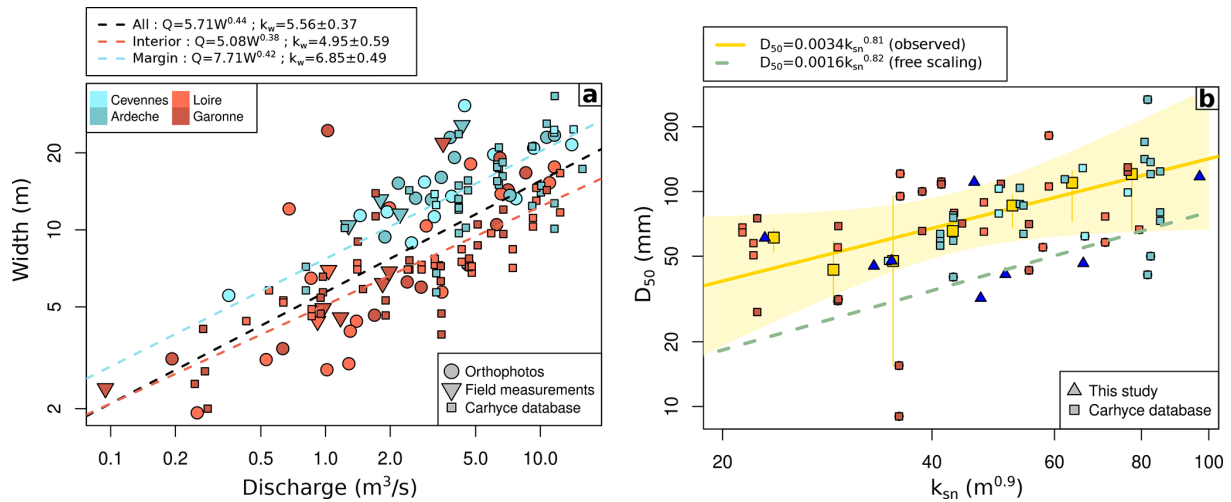 All : Q=5.71W^0.44 ; k_w=5.56±0.37
Interior : Q=5.08W^0.38 ; k_w=4.95±0.59
Margin : Q=7.71W^0.42 ; k_w=6.85±0.49
Cevennes Loire
Ardeche Garonne
a
20
10
5
2
Width (m)
Orthophotos
Field measurements
Carhyce database
0.1 0.2 0.5 1.0 2.0 5.0 10.0
Discharge (m^3/s)
D_50=0.0034k_sn^0.81 (observed)
D_50=0.0016k_sn^0.82 (free scaling)
b
200
100
50
20
10
D_50 (mm)
This study
Carhyce database
20 40 60 80 100
k_sn (m^0.9)